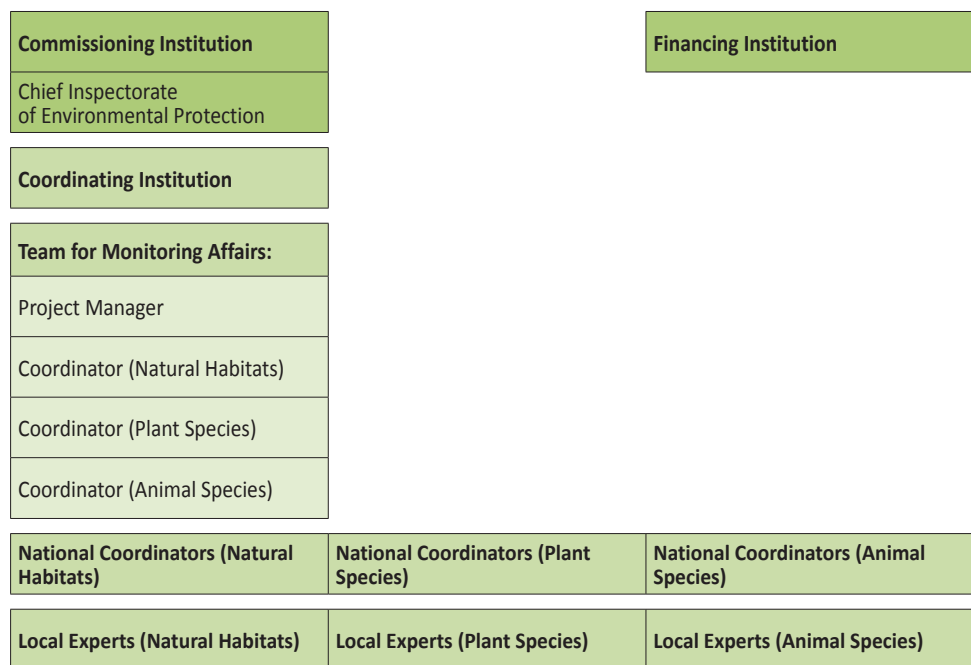 Commissioning Institution
Financing Institution
Chief Inspectorate
of Environmental Protection
Coordinating Institution
Team for Monitoring Affairs:
Project Manager
Coordinator (Natural Habitats)
Coordinator (Plant Species)
Coordinator (Animal Species)
National Coordinators (Natural
Habitats)
National Coordinators (Plant
Species)
National Coordinators (Animal
Species)
Local Experts (Natural Habitats)
Local Experts (Plant Species)
Local Experts (Animal Species)